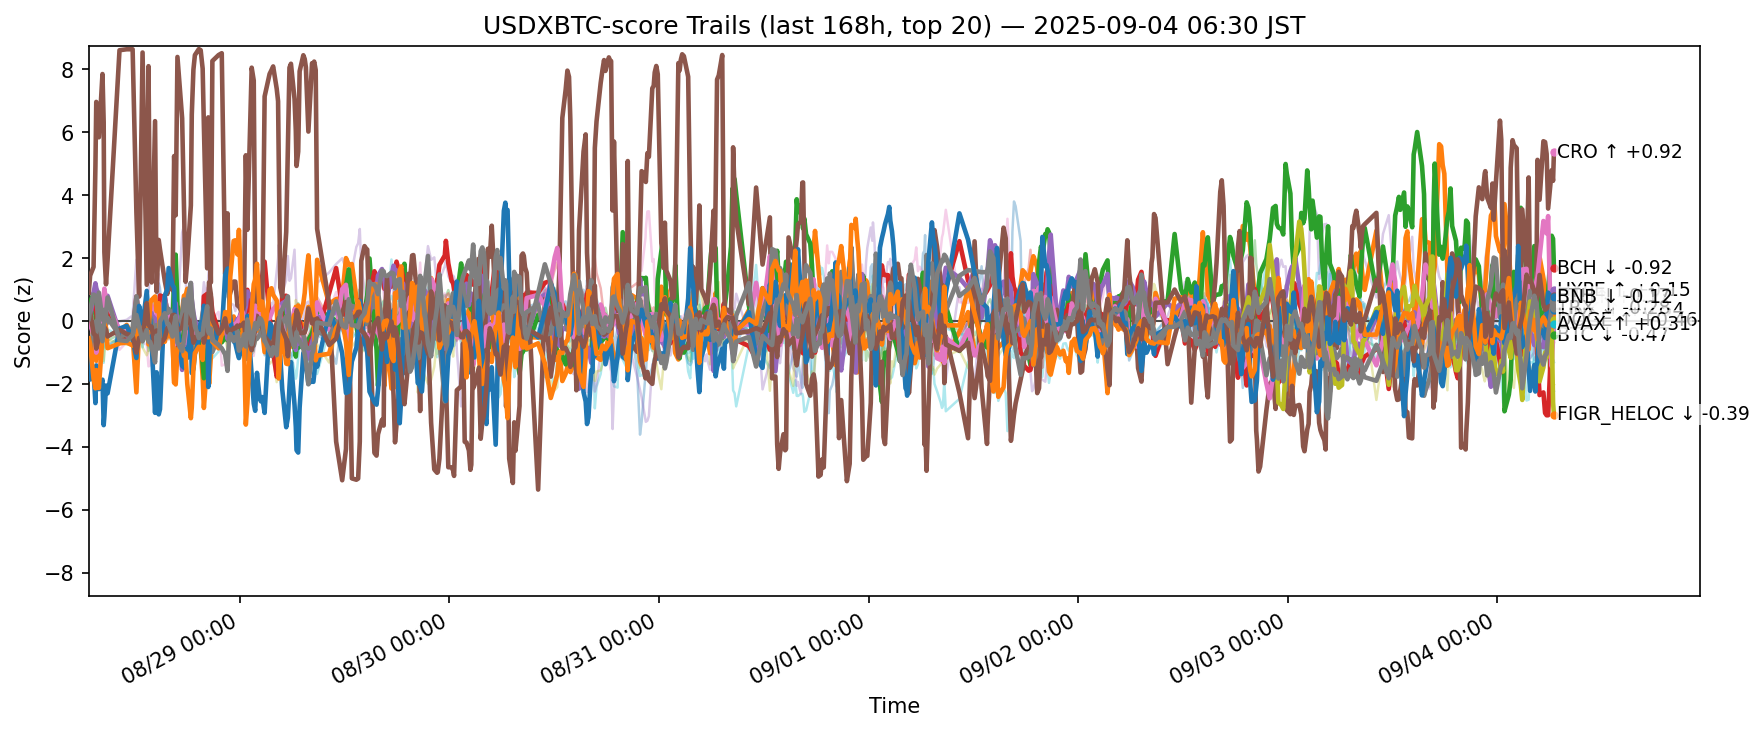 USDXBTC-score Trails (last 168h, top 20) — 2025-09-04 06:30 JST
Score (z)
8
6
4
2
0
−2
−4
−6
−8
CRO ↑ +0.92
BCH ↓ -0.92
HYPE ↑ +0.15
BNB ↓ -0.12
AVAX ↑ +0.31
BTC ↓ -0.47
FIGR_HELOC ↓ -0.39
08/29 00:00
08/30 00:00
08/31 00:00
09/01 00:00
09/02 00:00
09/03 00:00
09/04 00:00
Time